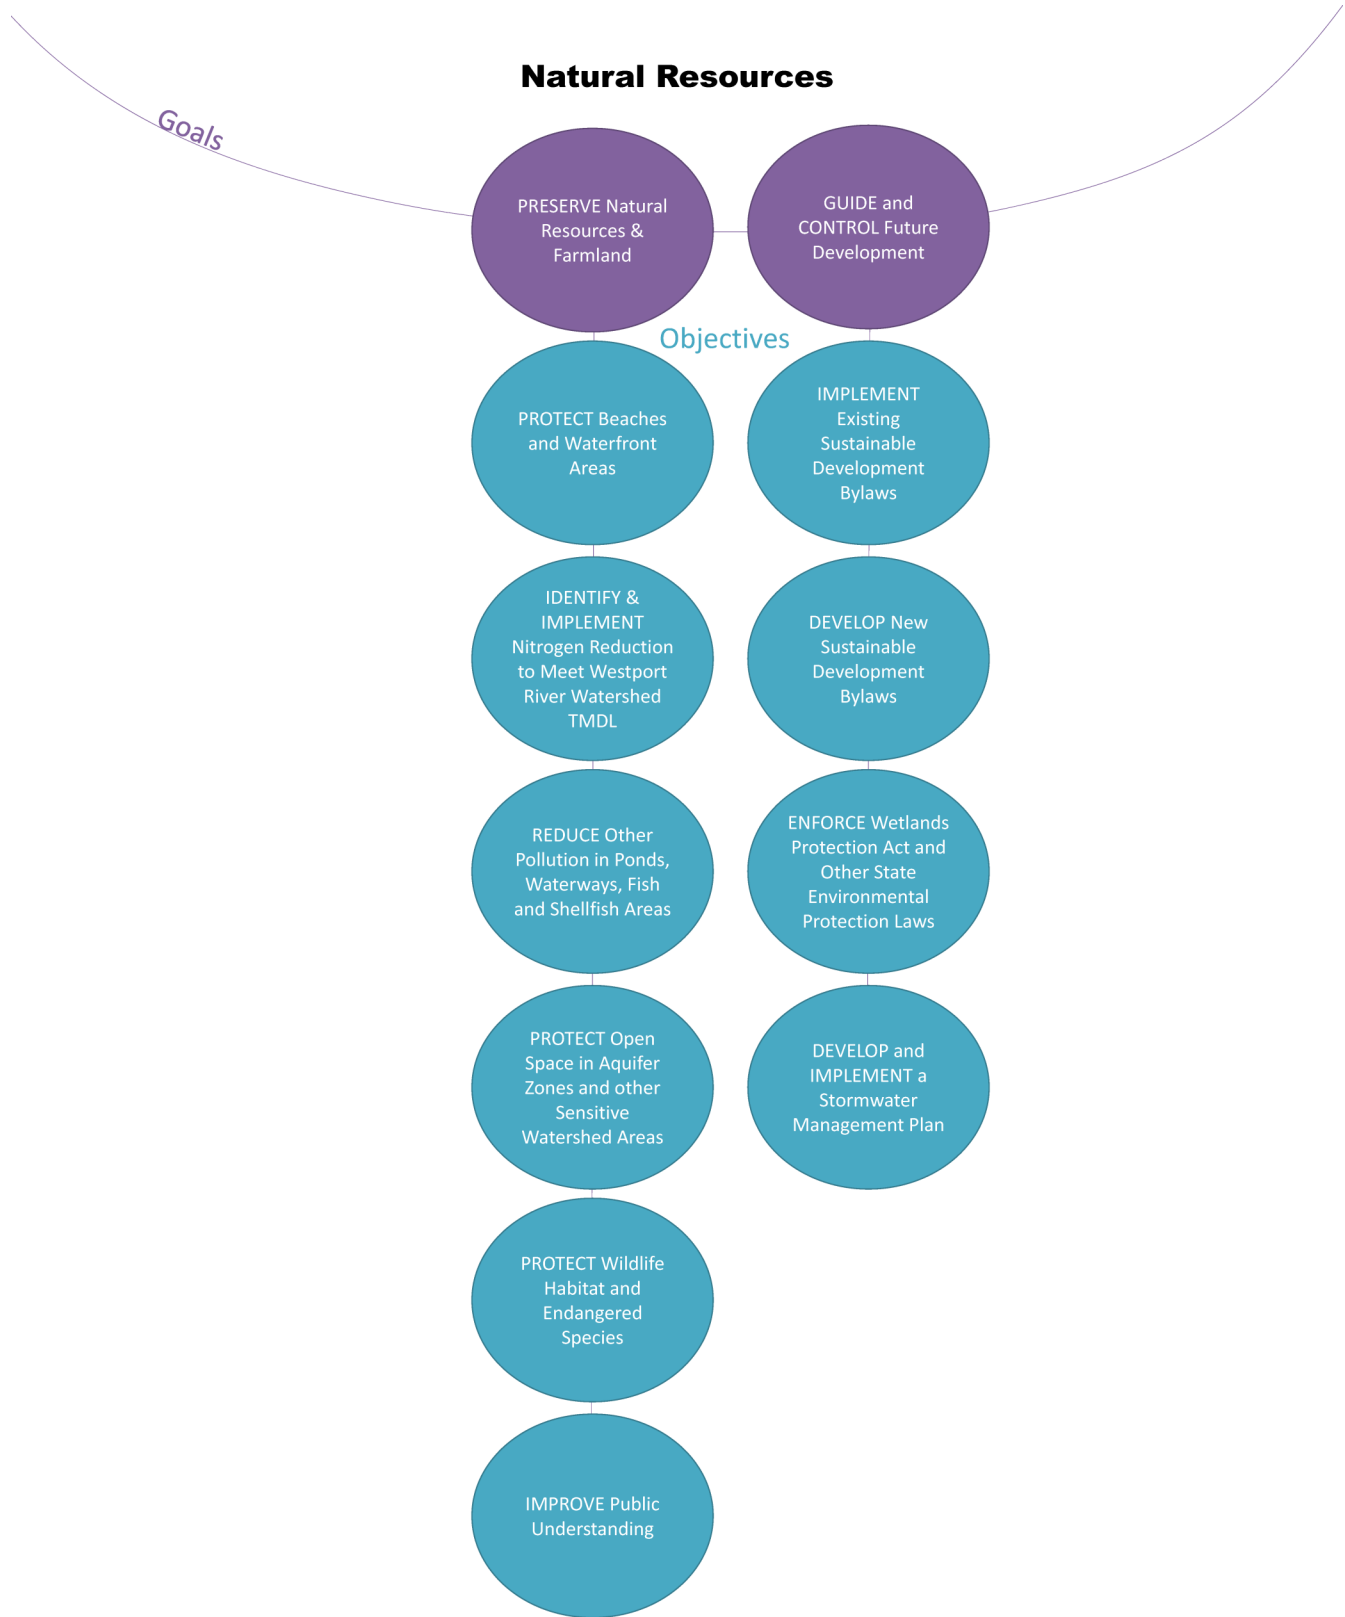 Natural Resources
Goals
PRESERVE Natural
Resources &
Farmland
GUIDE and
CONTROL Future
Development
Objectives
PROTECT Beaches
and Waterfront
Areas
IMPLEMENT
Existing
Sustainable
Development
Bylaws
IDENTIFY &
IMPLEMENT
Nitrogen Reduction
to Meet Westport
River Watershed
TMDL
DEVELOP New
Sustainable
Development
Bylaws
REDUCE Other
Pollution in Ponds,
Waterways, Fish
and Shellfish Areas
ENFORCE Wetlands
Protection Act and
Other State
Environmental
Protection Laws
PROTECT Open
Space in Aquifer
Zones and other
Sensitive
Watershed Areas
DEVELOP and
IMPLEMENT a
Stormwater
Management Plan
PROTECT Wildlife
Habitat and
Endangered
Species
IMPROVE Public
Understanding